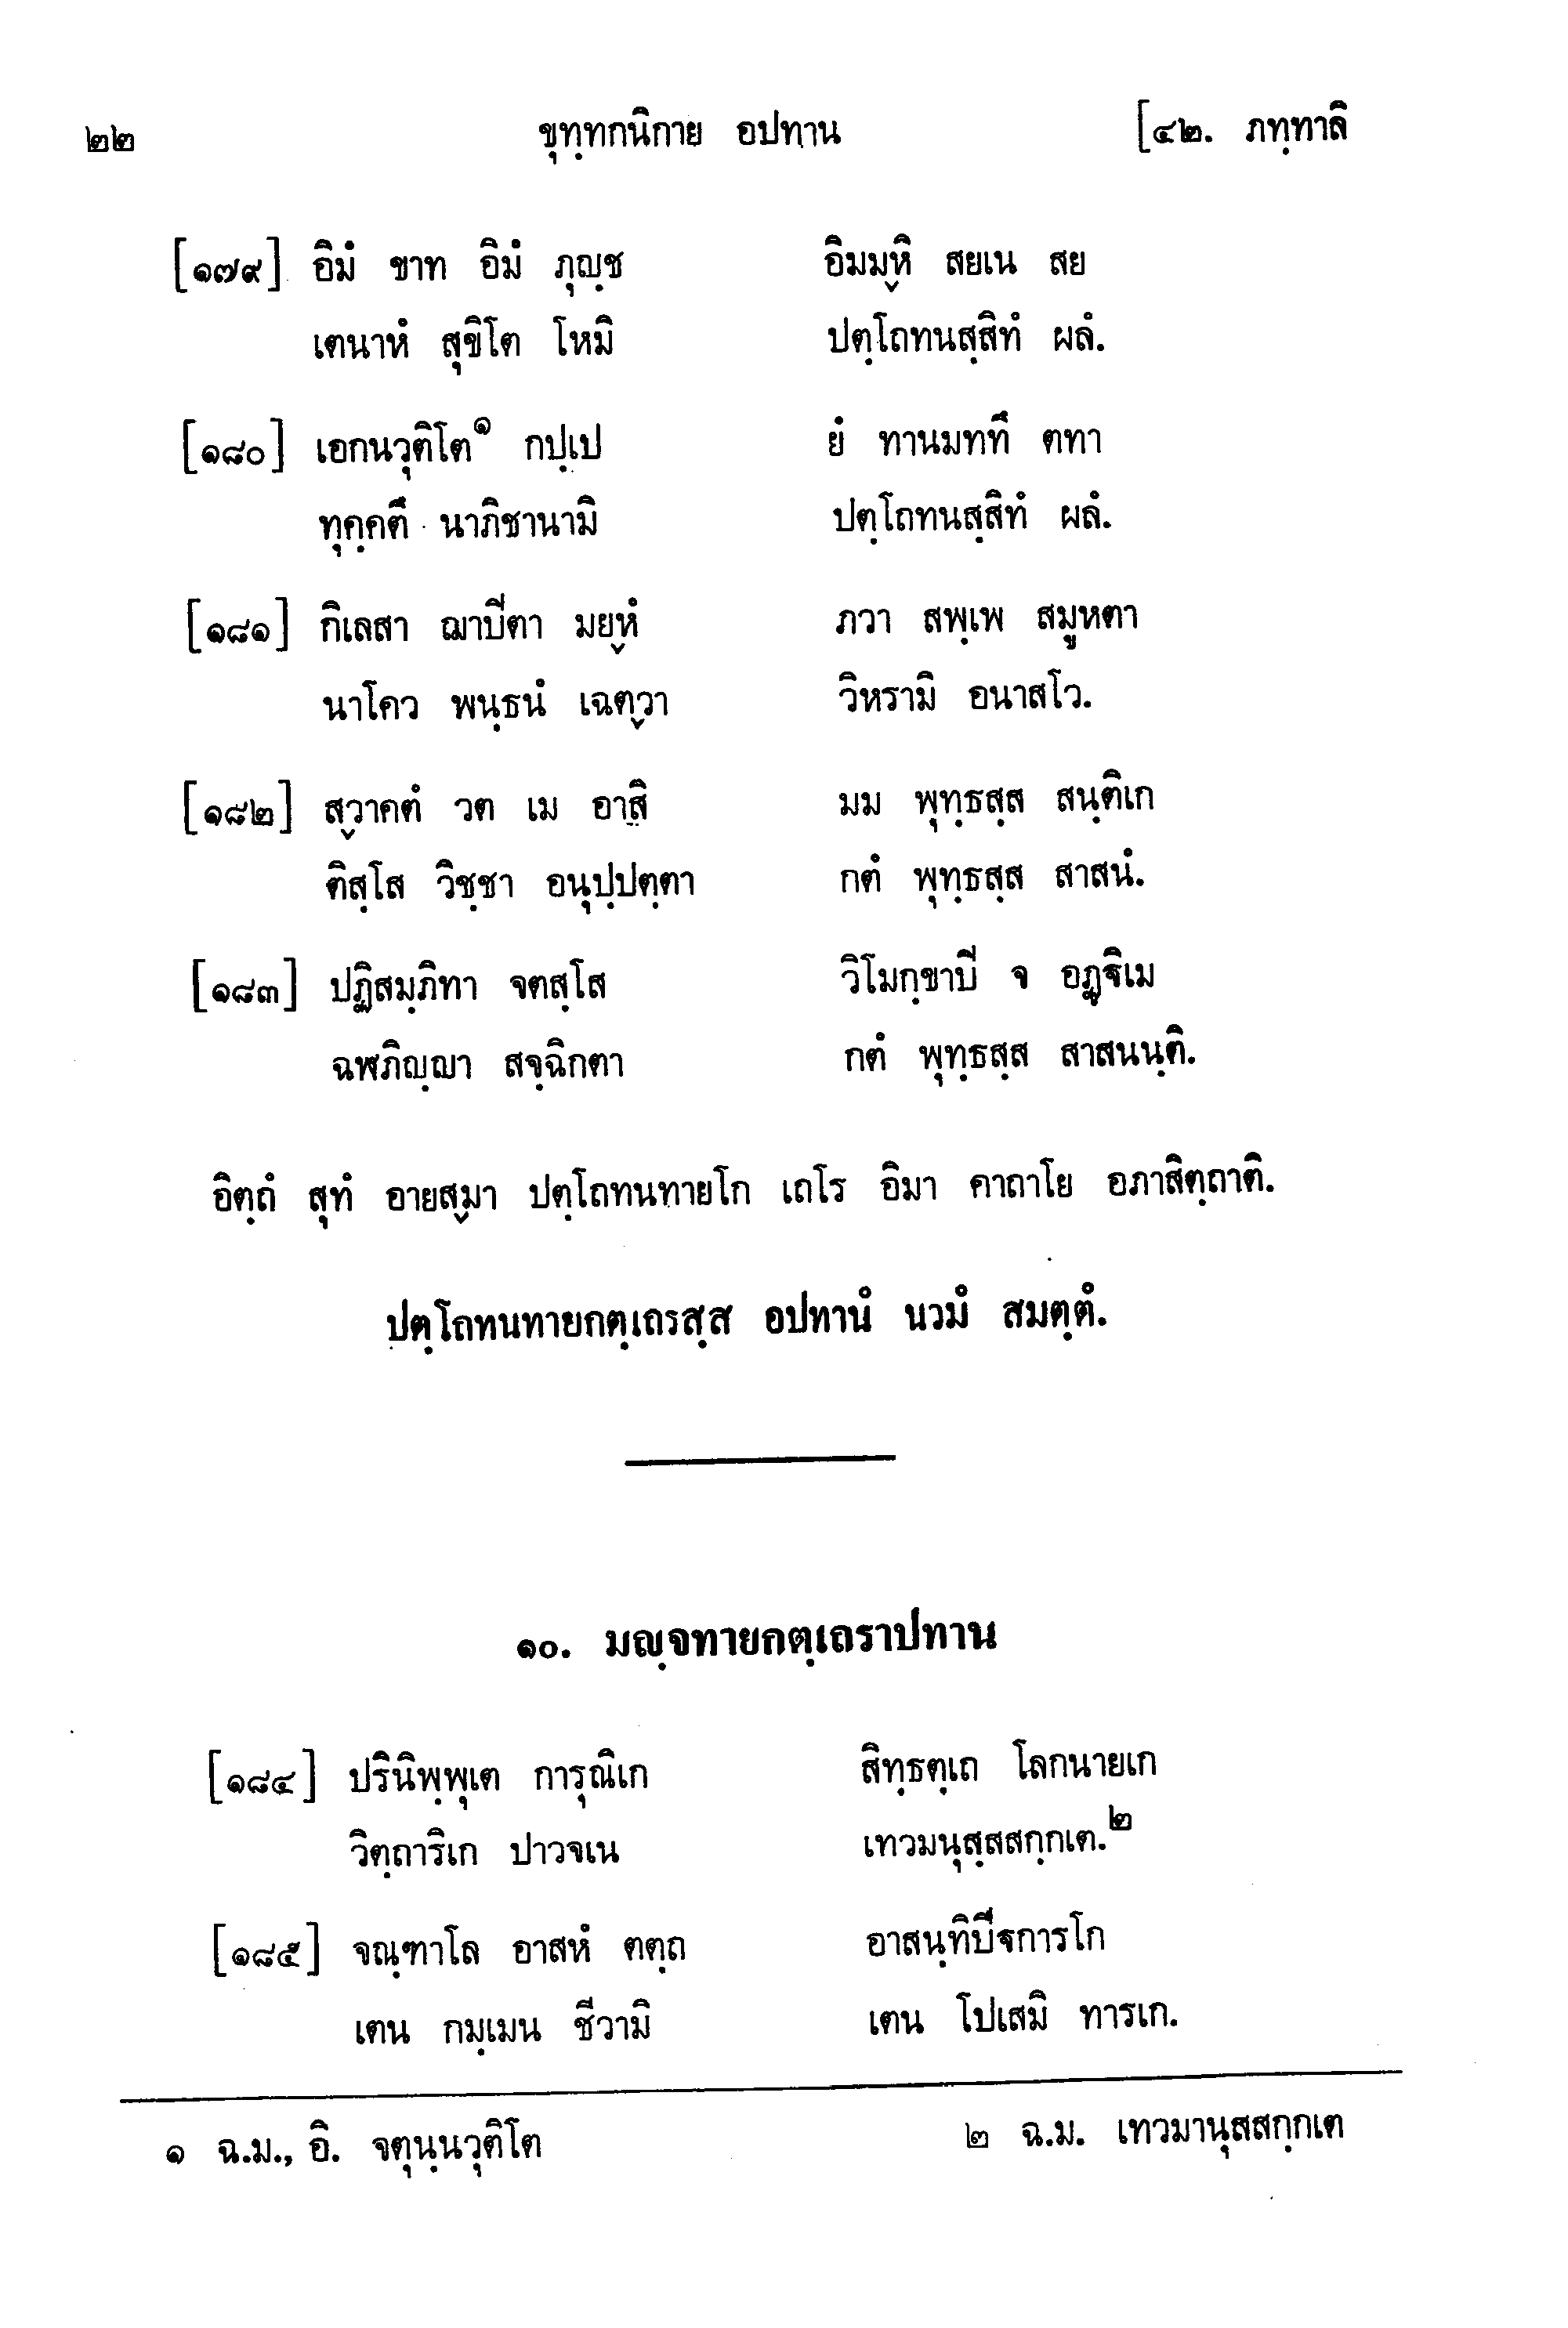 ๒๒ ขุทฺทกนิกาย อปทาน [๔๒. ภทฺทาลิ
[๑๗๙] อิมํ ขาท อิมํ ภุญฺช อิมมฺหิ สยเน สย
เตนาหํ สุขิโต โหมิ ปตฺโถทนสฺสิทํ ผลํ.
[๑๘๐] เอกนวุติโต๑ กปฺเป ยํ ทานมททึ ตทา
ทุคฺคตึ นาภิชานามิ ปตฺโถทนสฺสิทํ ผลํ.
[๑๘๑] กิเลสา ฌาปีตา มยฺหํ ภวา สพฺเพ สมูหตา
นาโคว พนฺธนํ เฉตฺวา วิหรามิ อนาสโว.
[๑๘๒] สฺวาคตํ วต เม อาสิ มม พุทฺธสฺส สนฺติเก
ติสฺโส วิชฺชา อนุปฺปตฺตา กตํ พุทฺธสฺส สาสนํ.
[๑๘๓] ปฏิสมฺภิทา จตสฺโส วิโมกฺขาปี จ อฏฺฐิเม
ฉฬภิญฺญา สจฺฉิกตา กตํ พุทฺธสฺส สาสนนฺติ.
อิตฺถํ สุทํ อายสฺมา ปตฺโถทนทายโก เถโร อิมา คาถาโย อภาสิตฺถาติ.
ปตฺโถทนทายกตฺเถรสฺส อปทานํ นวมํ สมตฺตํ.
๑๐. มญฺจทายกตฺเถราปทาน
[๑๘๔] ปรินิพฺพุเต การุณิเก สิทฺธตฺเถ โลกนายเก
วิตฺถาริเก ปาวจเน เทวมนุสฺสสกฺกเต.๒
[๑๘๕] จณฺฑาโล อาสหํ ตตฺถ อาสนฺทิปีฐการโก
เตน กมฺเมน ชีวามิ เตน โปเสมิ ทารเก.
๑ ฉ.ม., อิ. จตุนฺนวุติโต ๒ ฉ.ม. เทวมานุสสกฺกเต